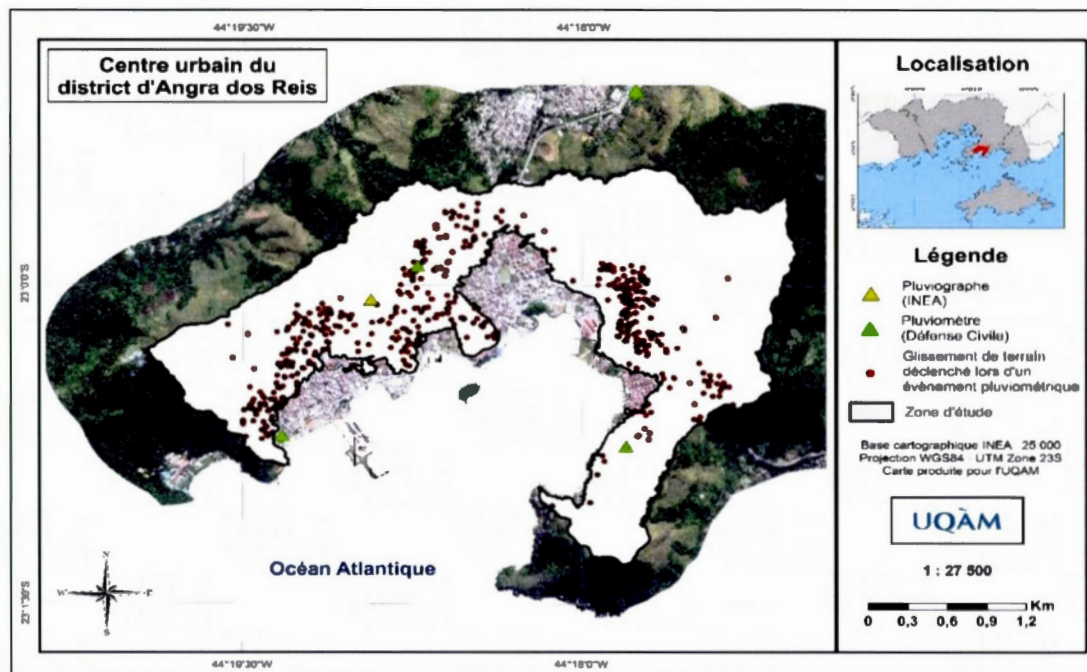 44°19'30"W
44°18'0"W
Centre urbain du
district d'Angra dos Reis
23°0'0"S
23°1'30"S
N
W
E
S
Océan Atlantique
44°19'30"W
44°18'0"W
Localisation
Légende
Pluviographe
(INEA)
Pluviomètre
(Défense Civile)
Glissement de terrain
déclenché lors d'un
évènement pluviométrique
Zone d'étude
Base cartographique INEA 25 000
Projection WGS84 - UTM Zone 23S
Carte produite pour l'UQAM
UQÀM
1 : 27 500
Km
0 0,3 0,6 0,9 1,2